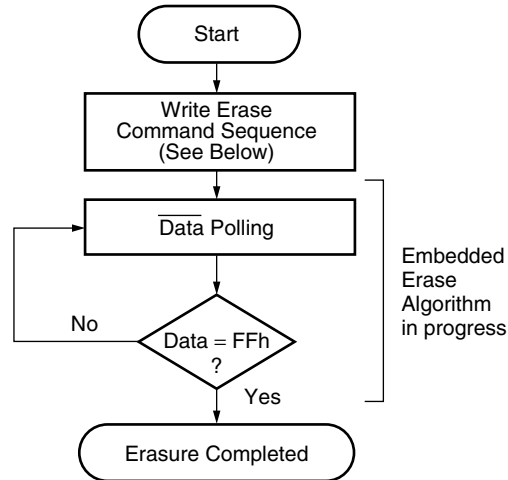 Start
Write Erase
Command Sequence
(See Below)
Data Polling
Embedded
Erase
Algorithm
in progress
No
Data = FFh
?
Yes
Erasure Completed